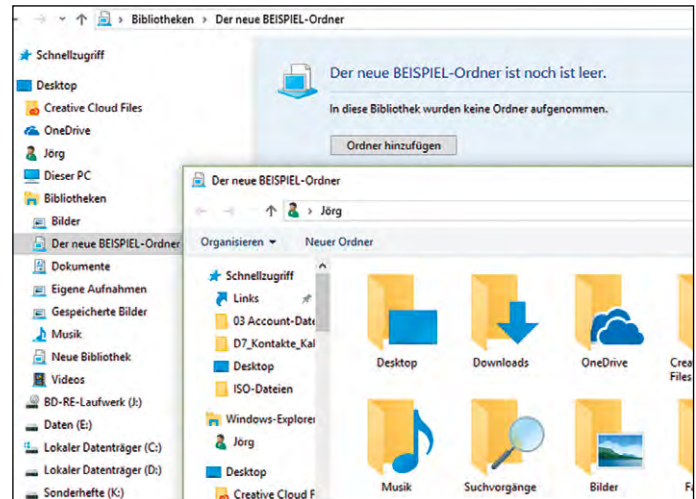 Bibliotheken > Der neue BEISPIEL-Ordner
Schnellzugriff
Desktop
Creative Cloud Files
OneDrive
Jörg
Dieser PC
Bibliotheken
Bilder
Der neue BEISPIEL-Ordner
Dokumente
Eigene Aufnahmen
Gespeicherte Bilder
Musik
Neue Bibliothek
Videos
BD-RE-Laufwerk (J:)
Daten (E:)
Lokaler Datenträger (C:)
Lokaler Datenträger (D:)
Sonderhefte (K:)
Der neue BEISPIEL-Ordner ist noch ist leer.
In diese Bibliothek wurden keine Ordner aufgenommen.
Ordner hinzufügen
Der neue BEISPIEL-Ordner
> Jörg
Organisieren
Neuer Ordner
Schnellzugriff
Links
03 Account-Date
D7_Kontakte_Kal
Desktop
ISO-Dateien
Windows-Explorer
Jörg
Desktop
Creative Cloud F
Desktop
Downloads
OneDrive
Crea
Files
Musik
Suchvorgänge
Bilder
F